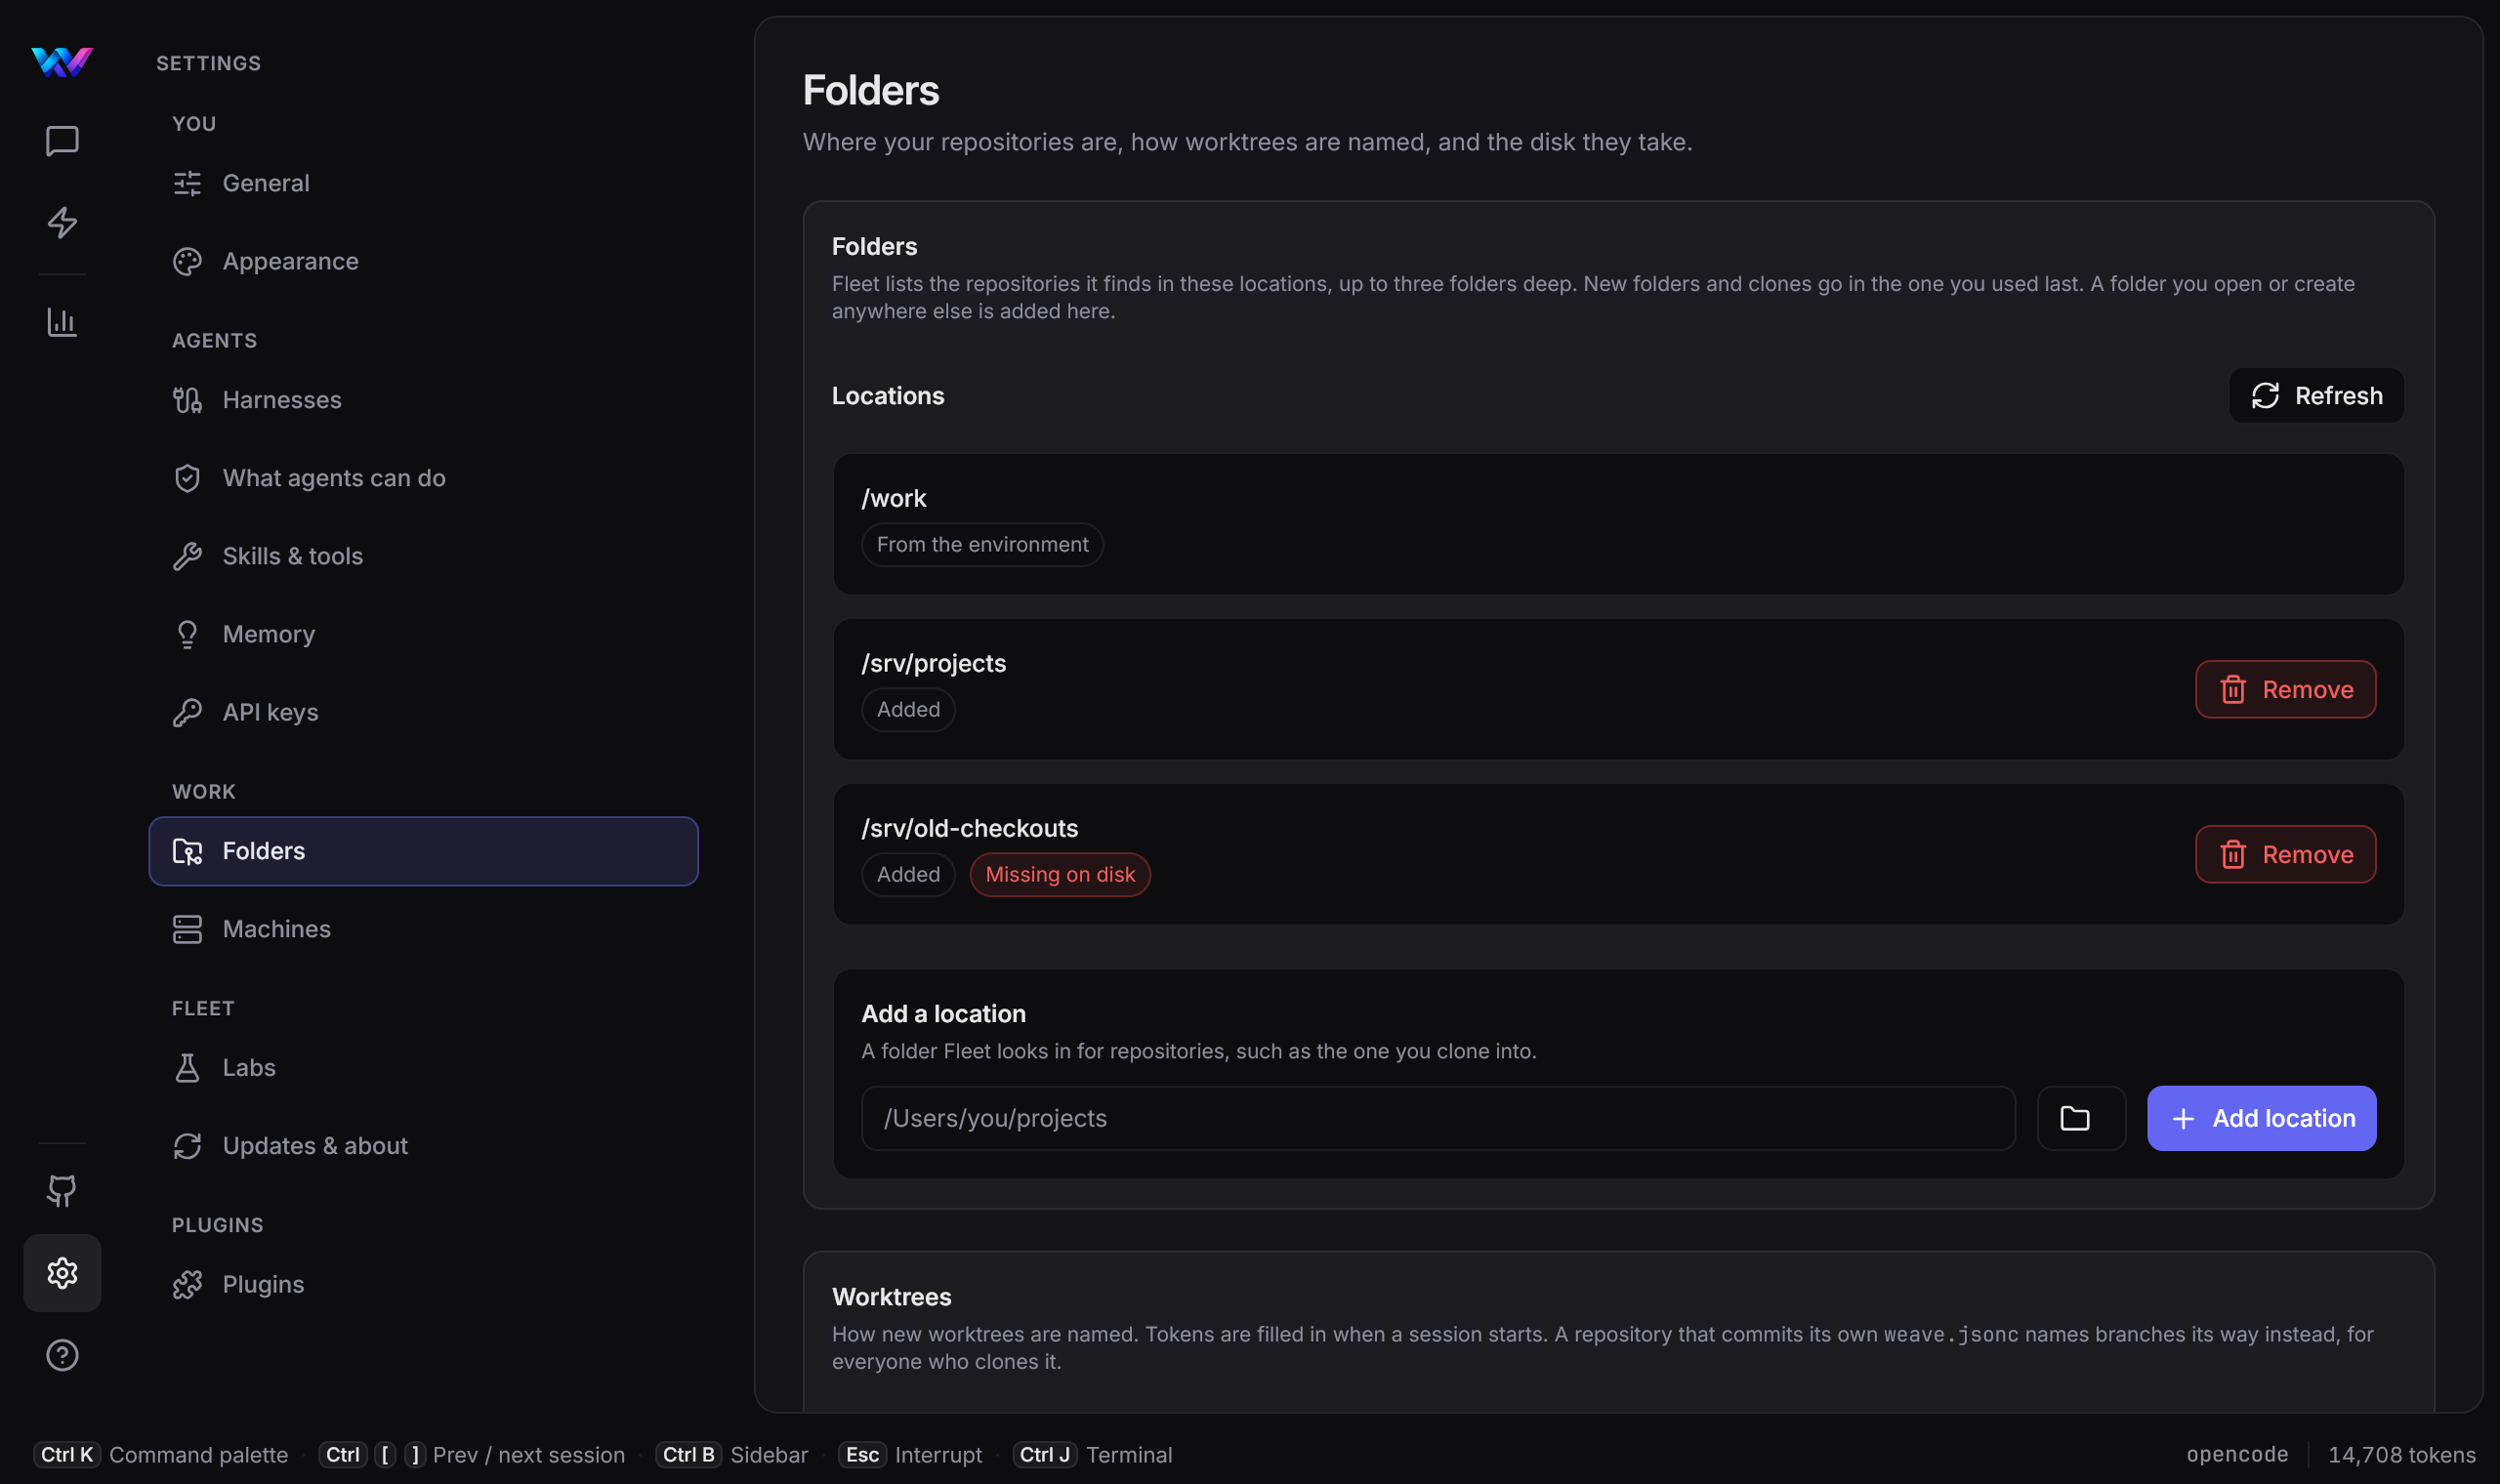 SETTINGS
YOU
General
Appearance
AGENTS
Harnesses
What agents can do
Skills & tools
Memory
API keys
WORK
Folders
Machines
FLEET
Labs
Updates & about
PLUGINS
Plugins
Folders
Where your repositories are, how worktrees are named, and the disk they take.
Folders
Fleet lists the repositories it finds in these locations, up to three folders deep. New folders and clones go in the one you used last. A folder you open or create
anywhere else is added here.
Locations
Refresh
/work
From the environment
/srv/projects
Added
Remove
/srv/old-checkouts
Added
Missing on disk
Remove
Add a location
A folder Fleet looks in for repositories, such as the one you clone into.
/Users/you/projects
Add location
Worktrees
How new worktrees are named. Tokens are filled in when a session starts. A repository that commits its own weave.jsonc names branches its way instead, for
everyone who clones it.
Ctrl K Command palette · Ctrl [ ] Prev / next session · Ctrl B Sidebar · Esc Interrupt · Ctrl J Terminal
opencode
14,708 tokens